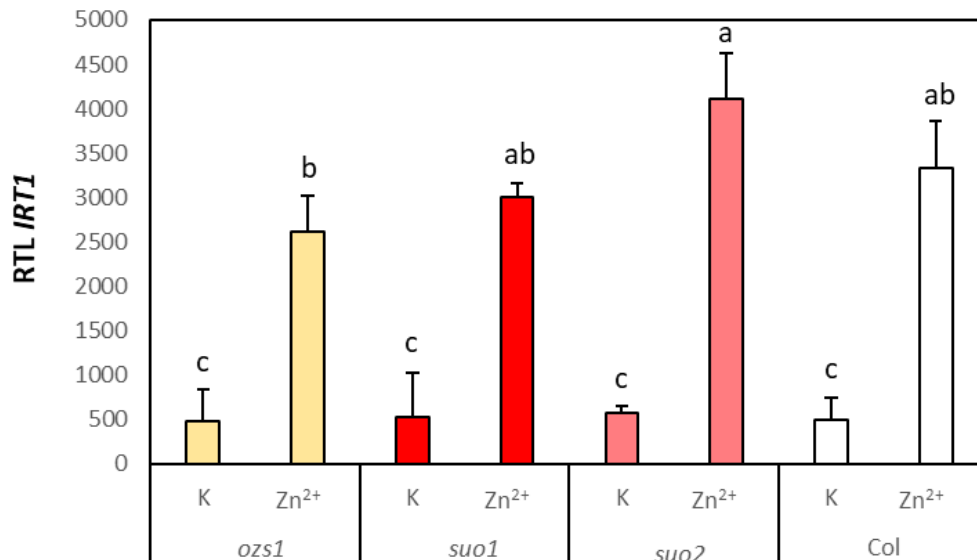 RTL IRT1
5000
4500
4000
3500
3000
2500
2000
1500
1000
500
0
c
b
c
ab
c
a
c
ab
K Zn²⁺ K Zn²⁺ K Zn²⁺ K Zn²⁺
ozs1 suo1 suo2 Col